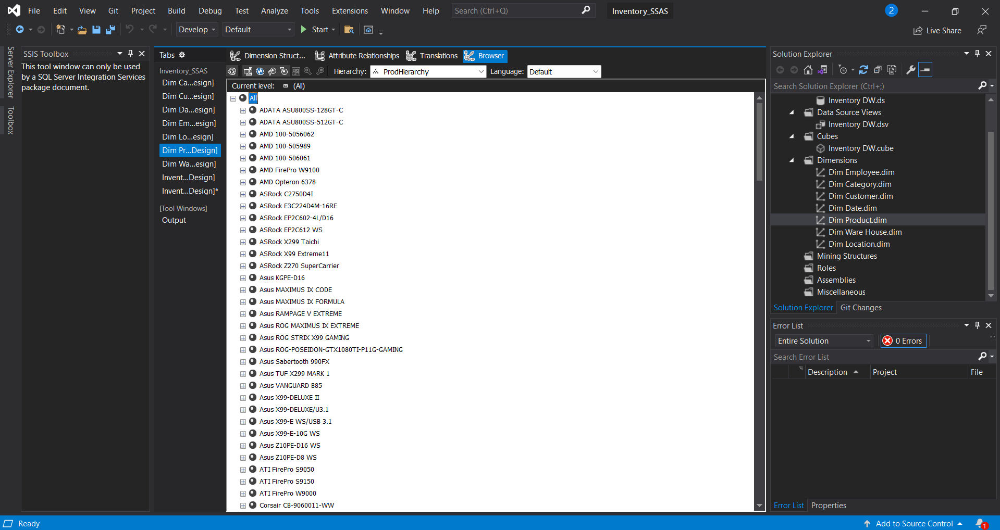 File Edit View Git Project Build Debug Test Analyze Tools Extensions Window Help Search (Ctrl+Q) Inventory_SSAS 2
Develop Default Start Live Share
Server Explorer
Toolbox
SSIS Toolbox
This tool window can only be used
by a SQL Server Integration Services
package document.
Tabs
Inventory_SSAS
Dim Ca...esign]
Dim Cu...esign]
Dim Da...esign]
Dim Em...esign]
Dim Lo...esign]
Dim Pr...Design]
Dim Wa...esign]
Invent...Design]
Invent...Design]*
[Tool Windows]
Output
Dimension Struct... Attribute Relationships Translations Browser
Hierarchy: ProdHierarchy Language: Default
Current level: (All)
All
ADATA ASU800SS-128GT-C
ADATA ASU800SS-512GT-C
AMD 100-5056062
AMD 100-505989
AMD 100-506061
AMD FirePro W9100
AMD Opteron 6378
ASRock C2750D4I
ASRock E3C224D4M-16RE
ASRock EP2C602-4L/D16
ASRock EP2C612 WS
ASRock X299 Taichi
ASRock X99 Extreme11
ASRock Z270 SuperCarrier
Asus KGPE-D16
Asus MAXIMUS IX CODE
Asus MAXIMUS IX FORMULA
Asus RAMPAGE V EXTREME
Asus ROG MAXIMUS IX EXTREME
Asus ROG STRIX X99 GAMING
Asus ROG-POSEIDON-GTX1080TI-P11G-GAMING
Asus Sabertooth 990FX
Asus TUF X299 MARK 1
Asus VANGUARD B85
Asus X99-DELUXE II
Asus X99-DELUXE/U3.1
Asus X99-E WS/USB 3.1
Asus X99-E-10G WS
Asus Z10PE-D16 WS
Asus Z10PE-D8 WS
ATI FirePro S9050
ATI FirePro S9150
ATI FirePro W9000
Corsair CB-9060011-WW
Solution Explorer
Search Solution Explorer (Ctrl+;)
Inventory DW.ds
Data Source Views
Inventory DW.dsv
Cubes
Inventory DW.cube
Dimensions
Dim Employee.dim
Dim Category.dim
Dim Customer.dim
Dim Date.dim
Dim Product.dim
Dim Ware House.dim
Dim Location.dim
Mining Structures
Roles
Assemblies
Miscellaneous
Solution Explorer Git Changes
Error List
Entire Solution 0 Errors
Search Error List
Description Project File
Error List Properties
Ready Add to Source Control 1